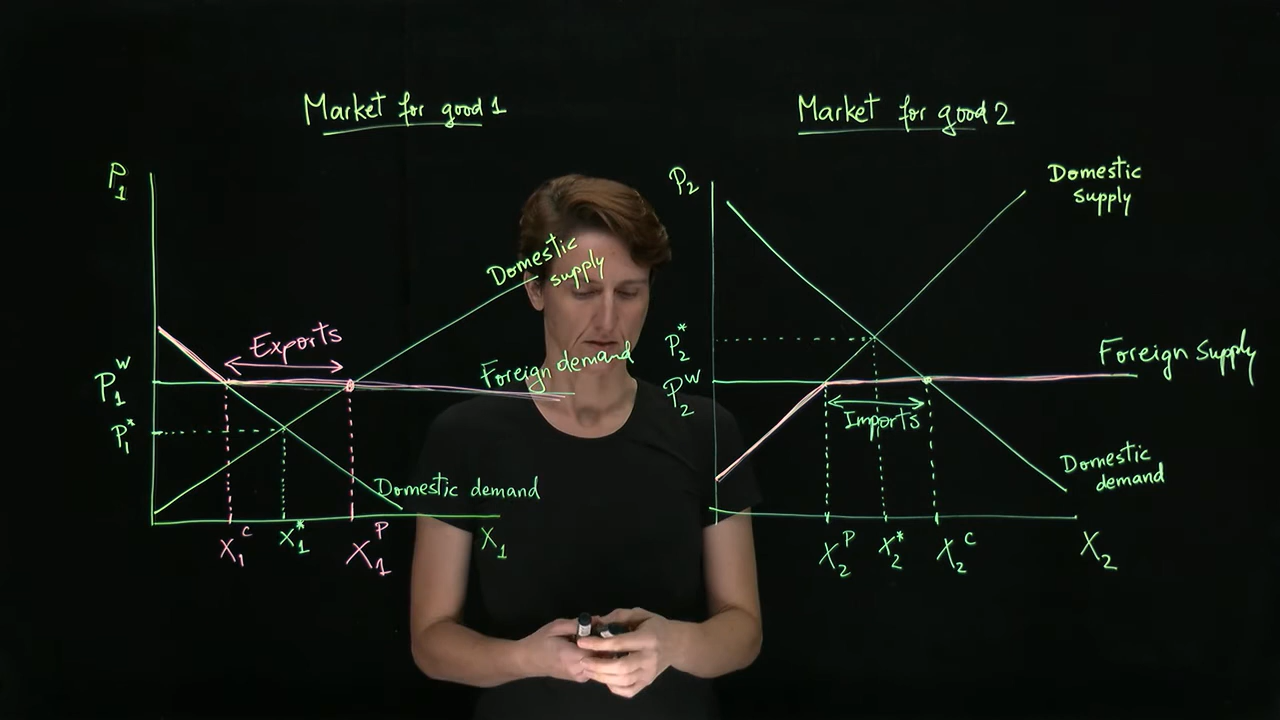 Market for good 1
P₁
Domestic
supply
Exports
Foreign demand
P₁ᵂ
P₁*
Domestic demand
X₁ᶜ
X₁*
X₁ᴾ
X₁
Market for good 2
P₂
Domestic
supply
P₂*
Foreign Supply
P₂ᵂ
Imports
Domestic
demand
X₂ᴾ
X₂*
X₂ᶜ
X₂